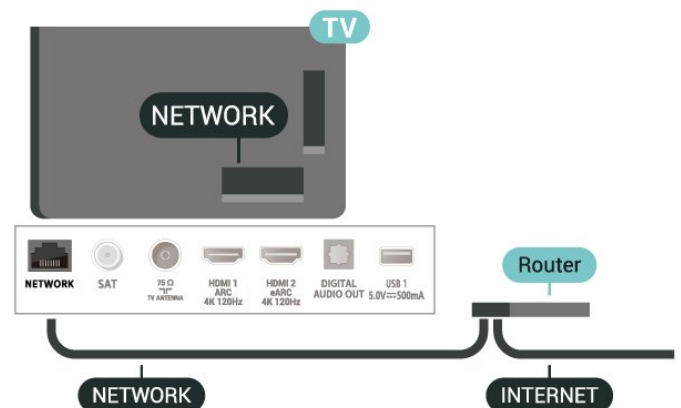 TV
NETWORK
NETWORK
SAT
75 Ω
TV ANTENNA
HDMI 1
ARC
4K 120Hz
HDMI 2
eARC
4K 120Hz
DIGITAL
AUDIO OUT
USB 1
5.0V⎓500mA
Router
NETWORK
INTERNET